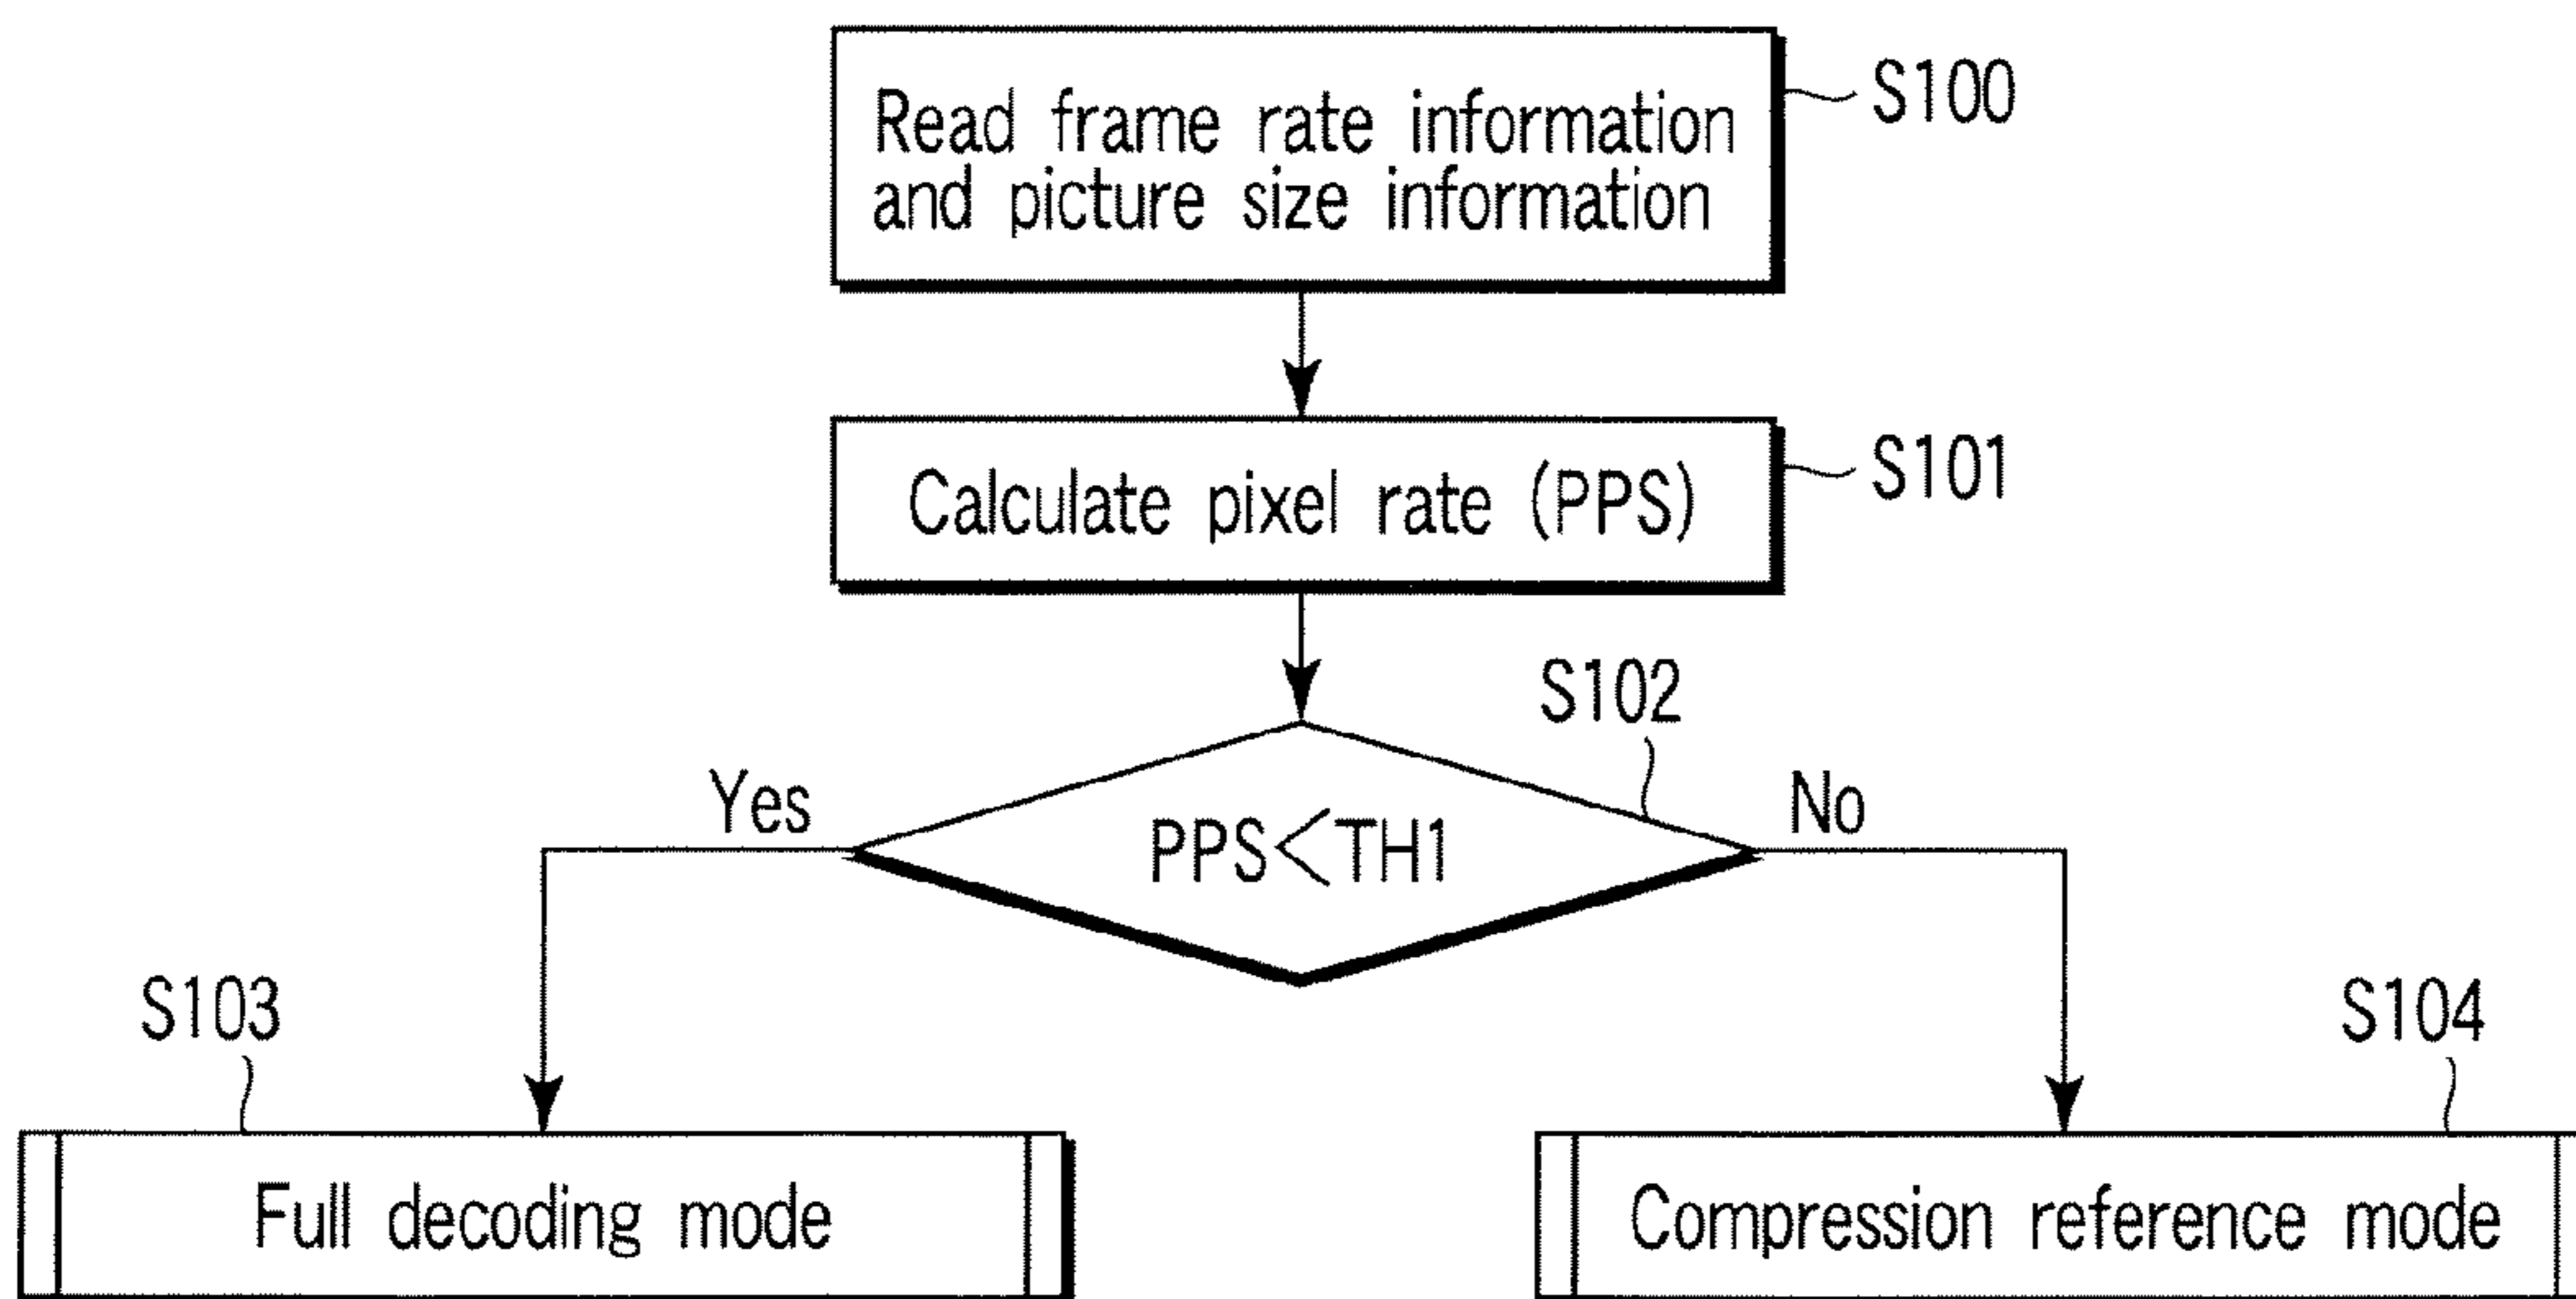 Read frame rate information
and picture size information
S100
Calculate pixel rate (PPS)
S101
S102
Yes
PPS<TH1
No
S103
S104
Full decoding mode
Compression reference mode